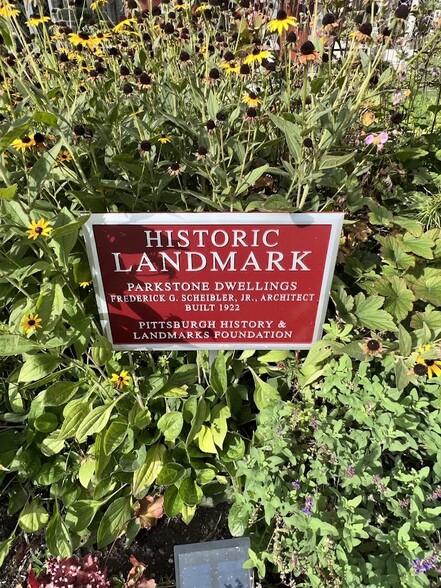 HISTORIC
LANDMARK
PARKSTONE DWELLINGS
FREDERICK G. SCHEIBLER, JR., ARCHITECT
BUILT 1922
PITTSBURGH HISTORY &
LANDMARKS FOUNDATION